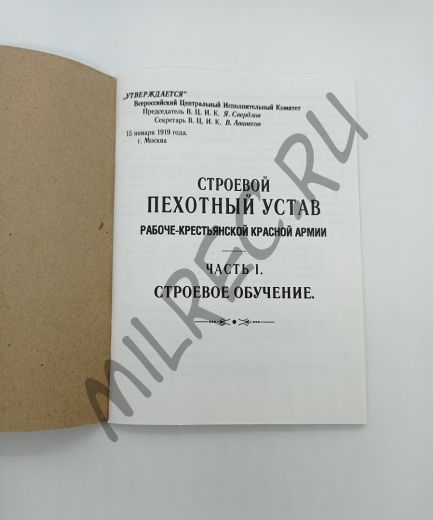 „УТВЕРЖДАЕТСЯ"
Всероссийский Центральный Исполнительный Комитет
Председатель В. Ц. И. К. Я. Свердлов
Секретарь В. Ц. И. К. В. Аванесов
15 января 1919 года.
г. Москва
СТРОЕВОЙ
ПЕХОТНЫЙ УСТАВ
РАБОЧЕ-КРЕСТЬЯНСКОЙ КРАСНОЙ АРМИИ
ЧАСТЬ I.
СТРОЕВОЕ ОБУЧЕНИЕ.
MILREC.RU